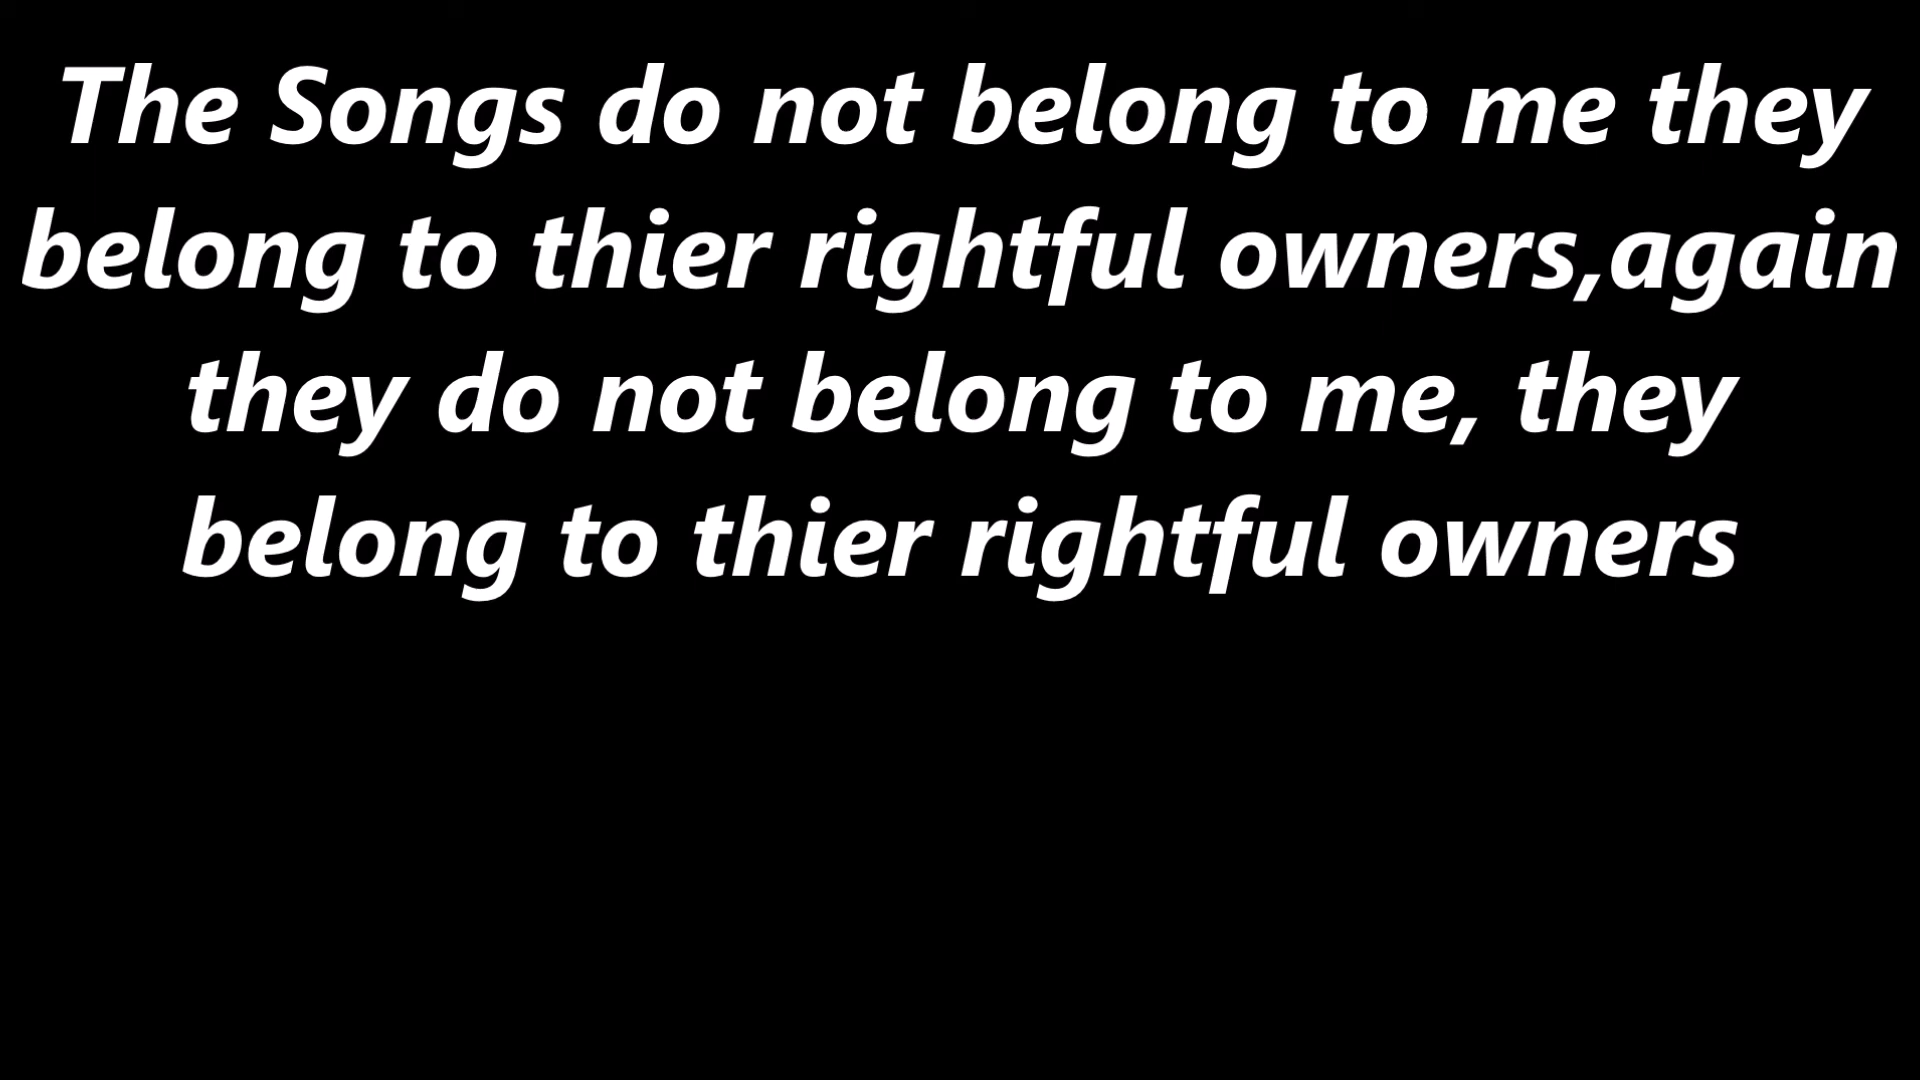 The Songs do not belong to me they
belong to thier rightful owners,again
they do not belong to me, they
belong to thier rightful owners